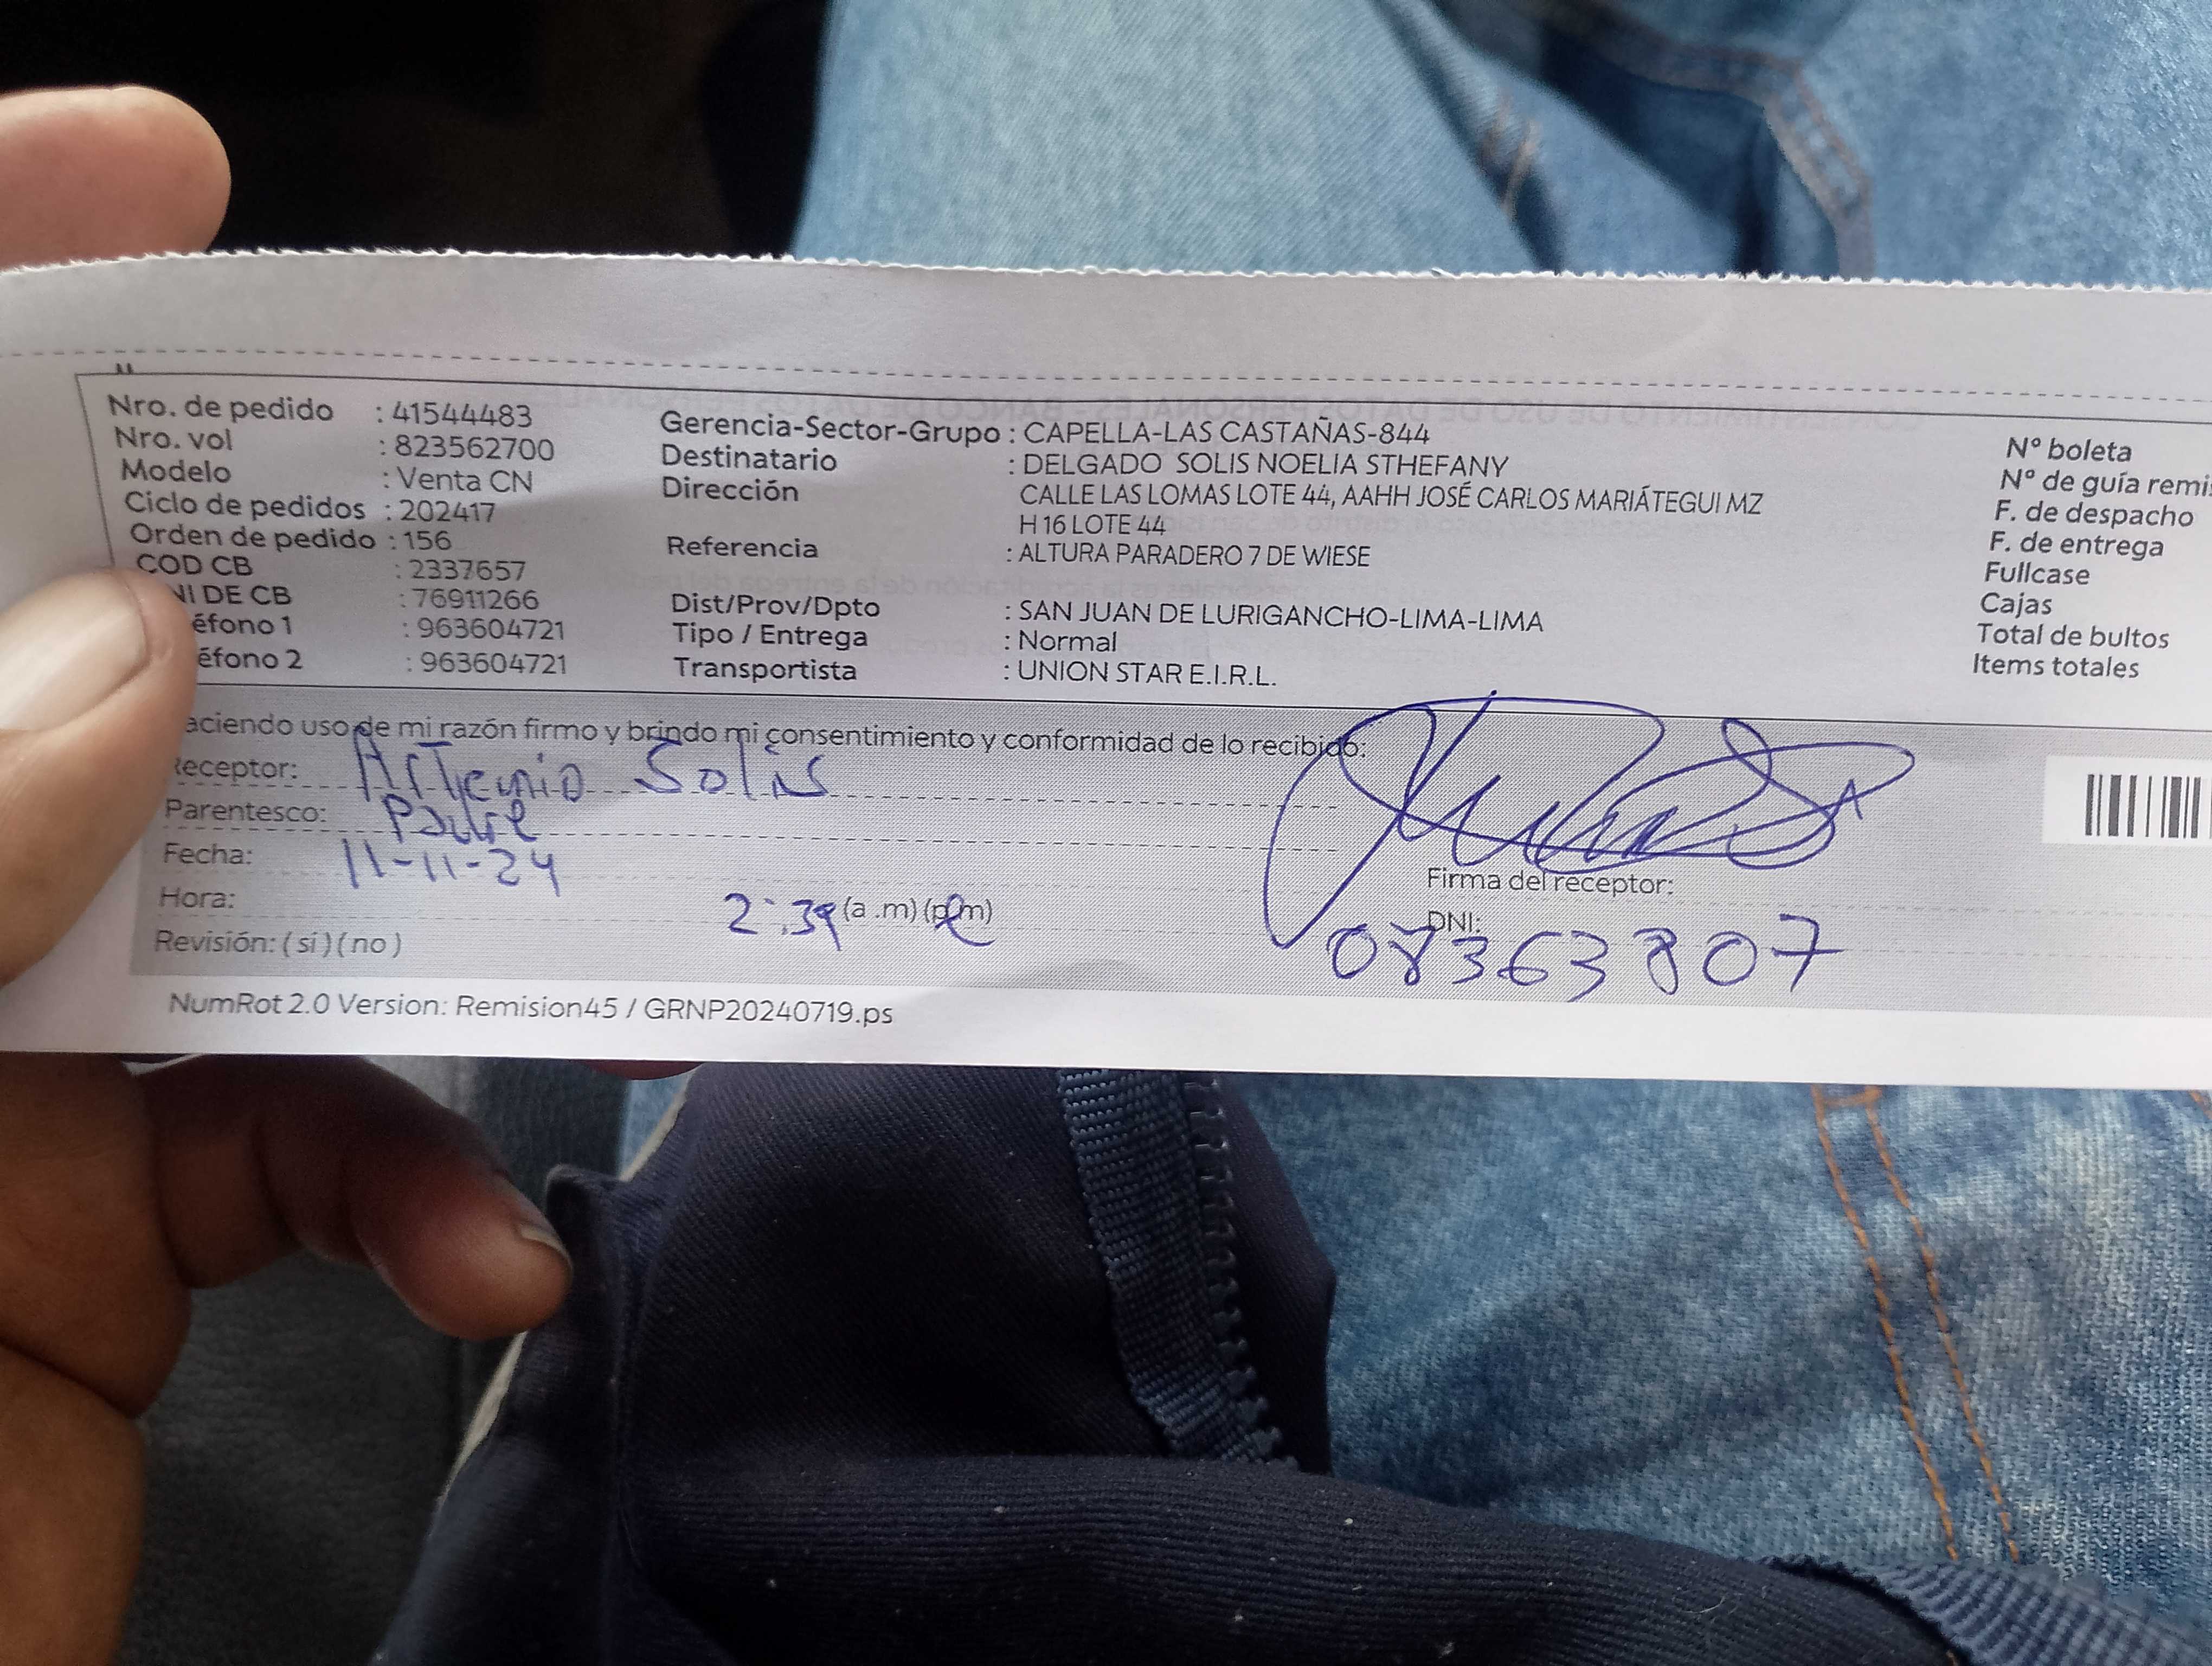 Nro. de pedido : 41544483
Nro. vol : 823562700
Modelo : Venta CN
Ciclo de pedidos : 202417
Orden de pedido : 156
COD CB : 2337657
NI DE CB : 76911266
éfono 1 : 963604721
éfono 2 : 963604721
Gerencia-Sector-Grupo : CAPELLA-LAS CASTAÑAS-844
Destinatario : DELGADO SOLIS NOELIA STHEFANY
Dirección CALLE LAS LOMAS LOTE 44, AAHH JOSÉ CARLOS MARIÁTEGUI MZ
H 16 LOTE 44
Referencia : ALTURA PARADERO 7 DE WIESE
Dist/Prov/Dpto : SAN JUAN DE LURIGANCHO-LIMA-LIMA
Tipo / Entrega : Normal
Transportista : UNION STAR E.I.R.L.
N° boleta
N° de guía remi
F. de despacho
F. de entrega
Fullcase
Cajas
Total de bultos
Items totales
aciendo uso de mi razón firmo y brindo mi consentimiento y conformidad de lo recibido:
Receptor: Artemio Solis
Parentesco: Padre
Fecha: 11-11-24
Hora: 2:39 (a .m) (p.m)
Revisión: (si) (no)
Firma del receptor:
DNI:
NumRot 2.0 Version: Remision45 / GRNP20240719.ps